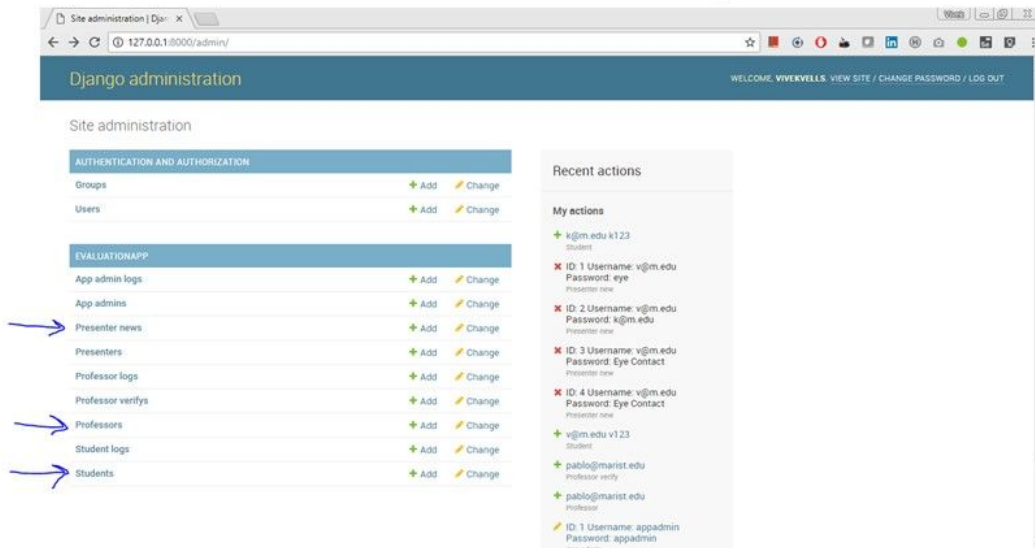 Site administration | Djan
Vivek
127.0.0.1:8000/admin/
Django administration
WELCOME, VIVEKVELLS. VIEW SITE / CHANGE PASSWORD / LOG OUT
Site administration
AUTHENTICATION AND AUTHORIZATION
Groups + Add Change
Users + Add Change
EVALUATIONAPP
App admin logs + Add Change
App admins + Add Change
Presenter news + Add Change
Presenters + Add Change
Professor logs + Add Change
Professor verifys + Add Change
Professors + Add Change
Student logs + Add Change
Students + Add Change
Recent actions
My actions
k@m.edu k123
Student
ID: 1 Username: v@m.edu
Password: eye
Presenter new
ID: 2 Username: v@m.edu
Password: k@m.edu
Presenter new
ID: 3 Username: v@m.edu
Password: Eye Contact
Presenter new
ID: 4 Username: v@m.edu
Password: Eye Contact
Presenter new
v@m.edu v123
Student
pablo@marist.edu
Professor verify
pablo@marist.edu
Professor
ID: 1 Username: appadmin
Password: appadmin